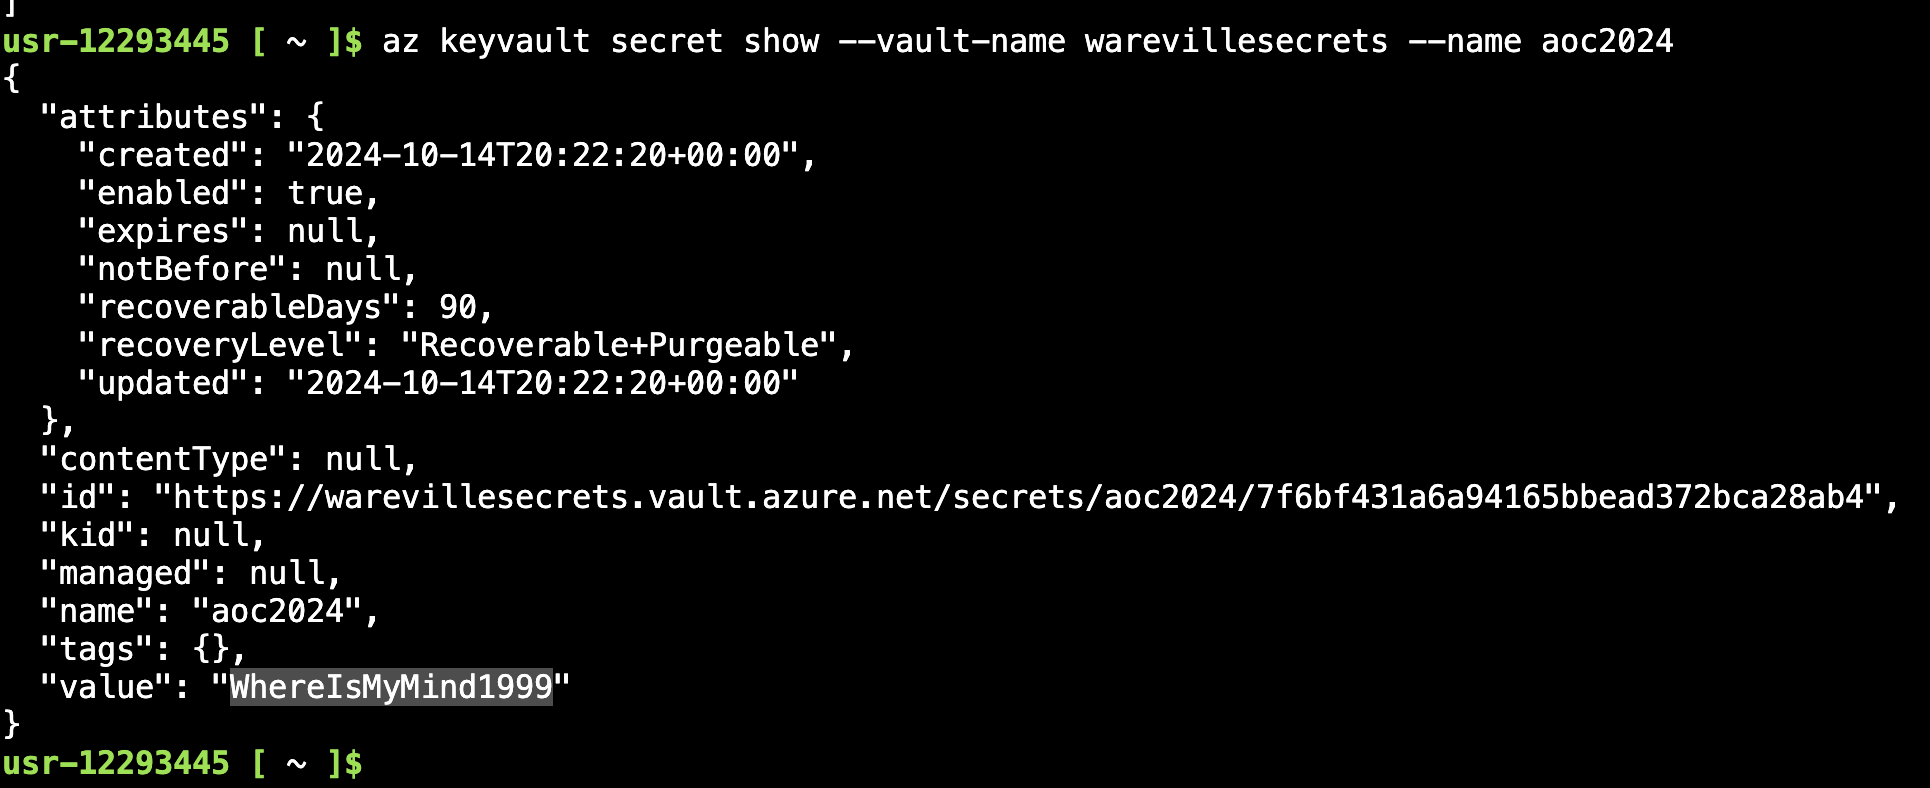 ]
usr-12293445 [ ~ ]$ az keyvault secret show --vault-name warevillesecrets --name aoc2024
{
  "attributes": {
    "created": "2024-10-14T20:22:20+00:00",
    "enabled": true,
    "expires": null,
    "notBefore": null,
    "recoverableDays": 90,
    "recoveryLevel": "Recoverable+Purgeable",
    "updated": "2024-10-14T20:22:20+00:00"
  },
  "contentType": null,
  "id": "https://warevillesecrets.vault.azure.net/secrets/aoc2024/7f6bf431a6a94165bbead372bca28ab4",
  "kid": null,
  "managed": null,
  "name": "aoc2024",
  "tags": {},
  "value": "WhereIsMyMind1999"
}
usr-12293445 [ ~ ]$